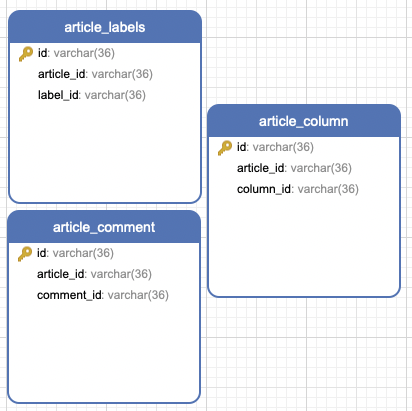 article_labels
id: varchar(36)
article_id: varchar(36)
label_id: varchar(36)
article_column
id: varchar(36)
article_id: varchar(36)
column_id: varchar(36)
article_comment
id: varchar(36)
article_id: varchar(36)
comment_id: varchar(36)